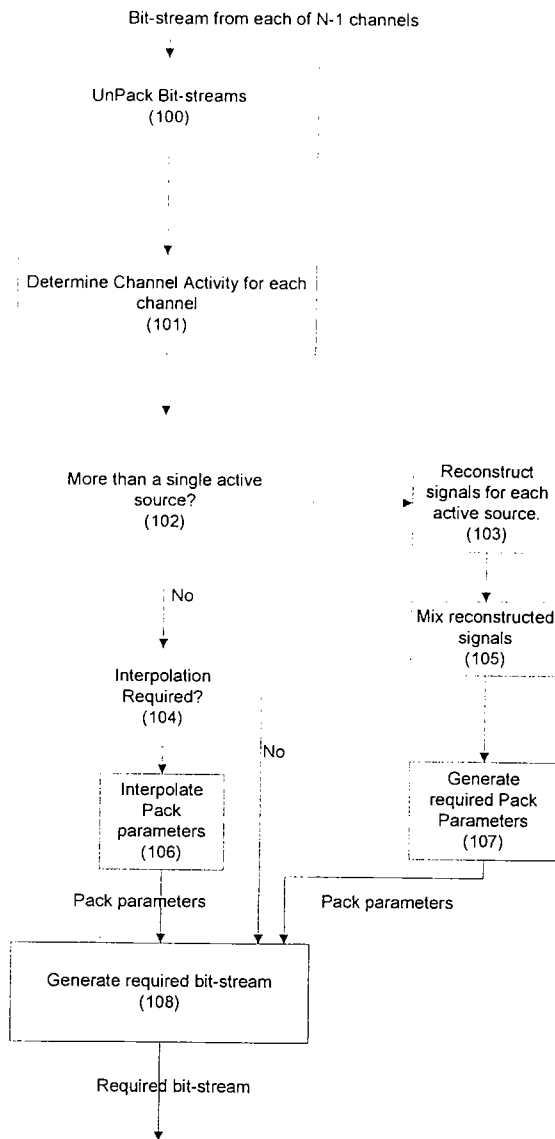 Bit-stream from each of N-1 channels
UnPack Bit-streams
(100)
Determine Channel Activity for each
channel
(101)
More than a single active
source?
(102)
Reconstruct
signals for each
active source.
(103)
No
Mix reconstructed
signals
(105)
Interpolation
Required?
(104)
No
Interpolate
Pack
parameters
(106)
Generate
required Pack
Parameters
(107)
Pack parameters
Pack parameters
Generate required bit-stream
(108)
Required bit-stream